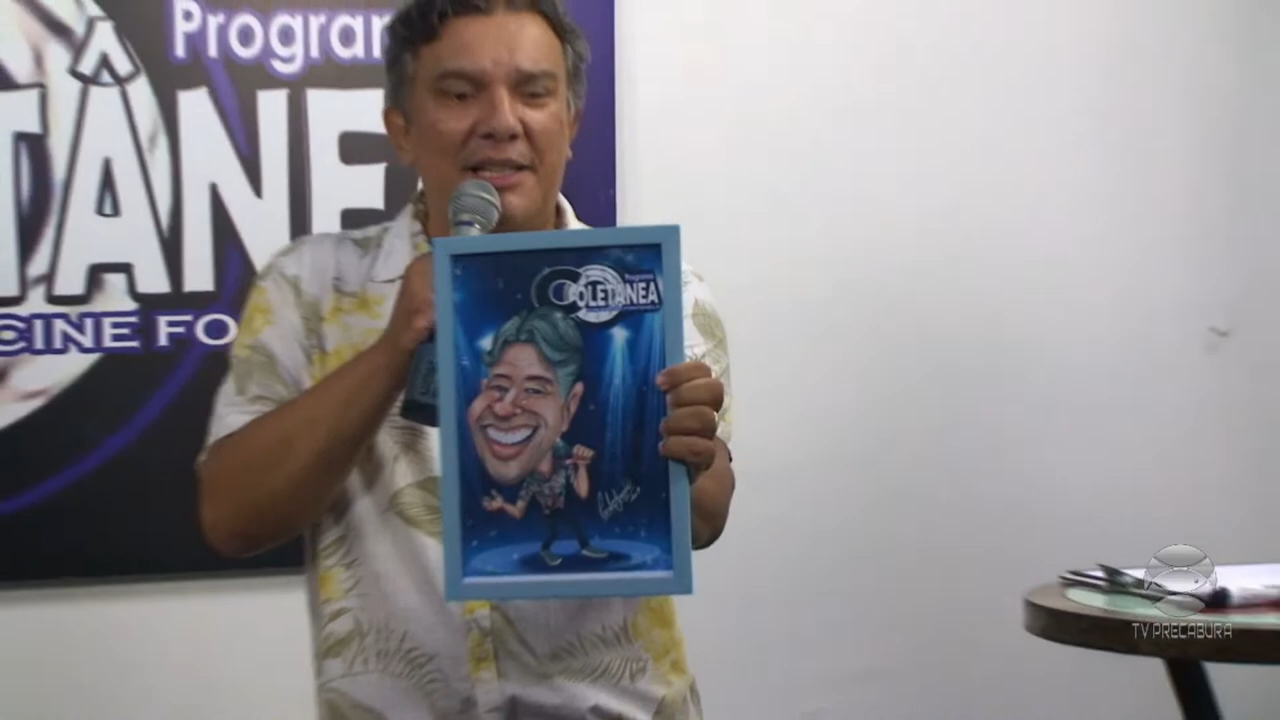 Program
TÂNE
CINE FO
Programa
COLETANEA
TV PRECABURA